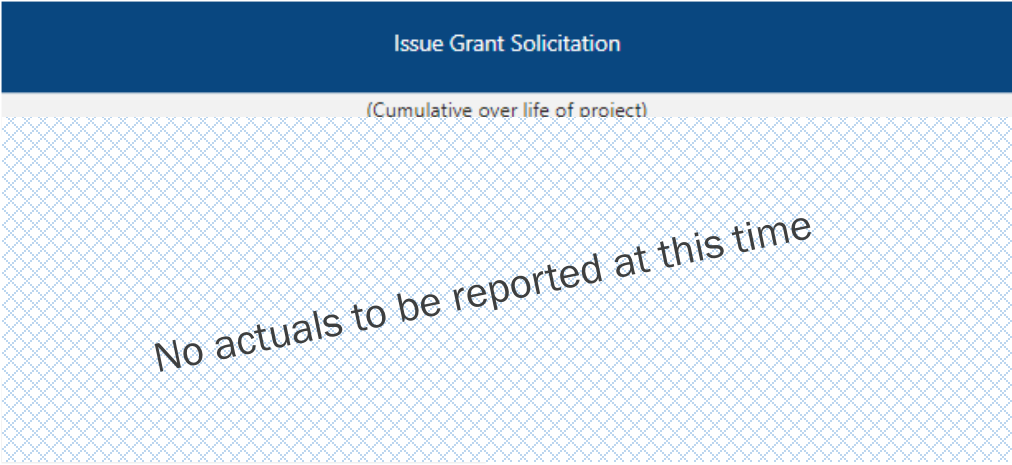 Issue Grant Solicitation
(Cumulative over life of project)
No actuals to be reported at this time